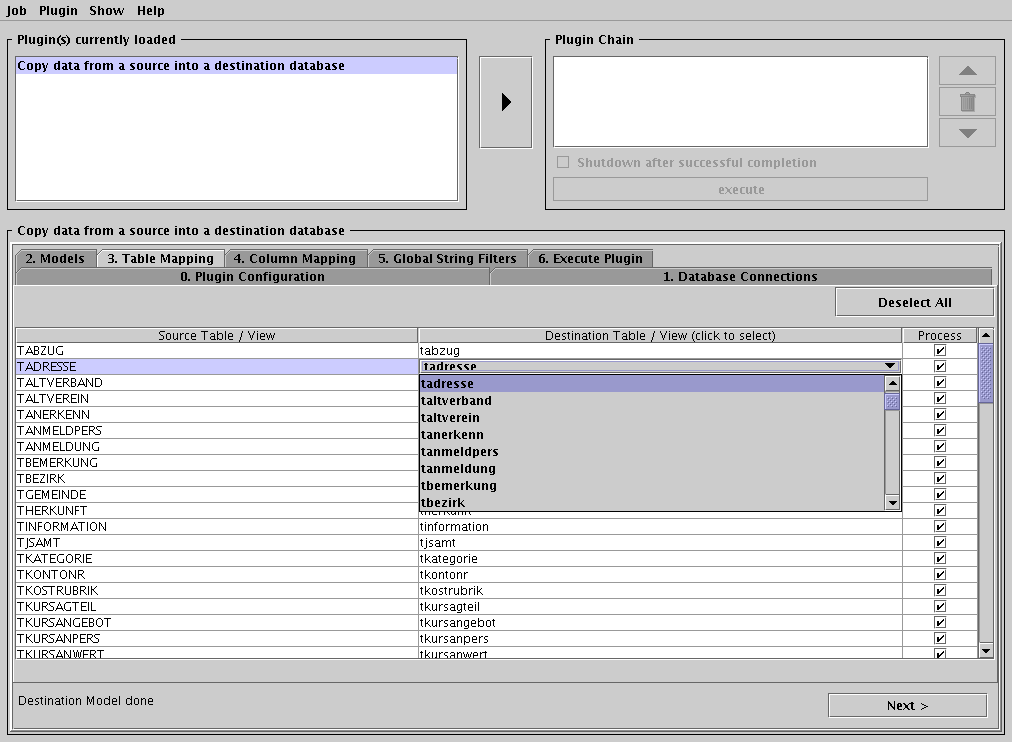 Job Plugin Show Help
Plugin(s) currently loaded
Copy data from a source into a destination database
Plugin Chain
Shutdown after successful completion
execute
Copy data from a source into a destination database
2. Models 3. Table Mapping 4. Column Mapping 5. Global String Filters 6. Execute Plugin
0. Plugin Configuration 1. Database Connections
Deselect All
Source Table / View Destination Table / View (click to select) Process
TABZUG tabzug
TADRESSE tadresse
TALTVERBAND tadresse
TALTVEREIN taltverband
TANERKENN taltverein
TANMELDPERS tanerkenn
TANMELDUNG tanmeldpers
TBEMERKUNG tanmeldung
TBEZIRK tbemerkung
TGEMEINDE tbezirk
THERKUNFT therkunft
TINFORMATION tinformation
TJSAMT tjsamt
TKATEGORIE tkategorie
TKONTONR tkontonr
TKOSTRUBRIK tkostrubrik
TKURSAGTEIL tkursagteil
TKURSANGEBOT tkursangebot
TKURSANPERS tkursanpers
TKURSANWERT tkursanwert
Destination Model done
Next >